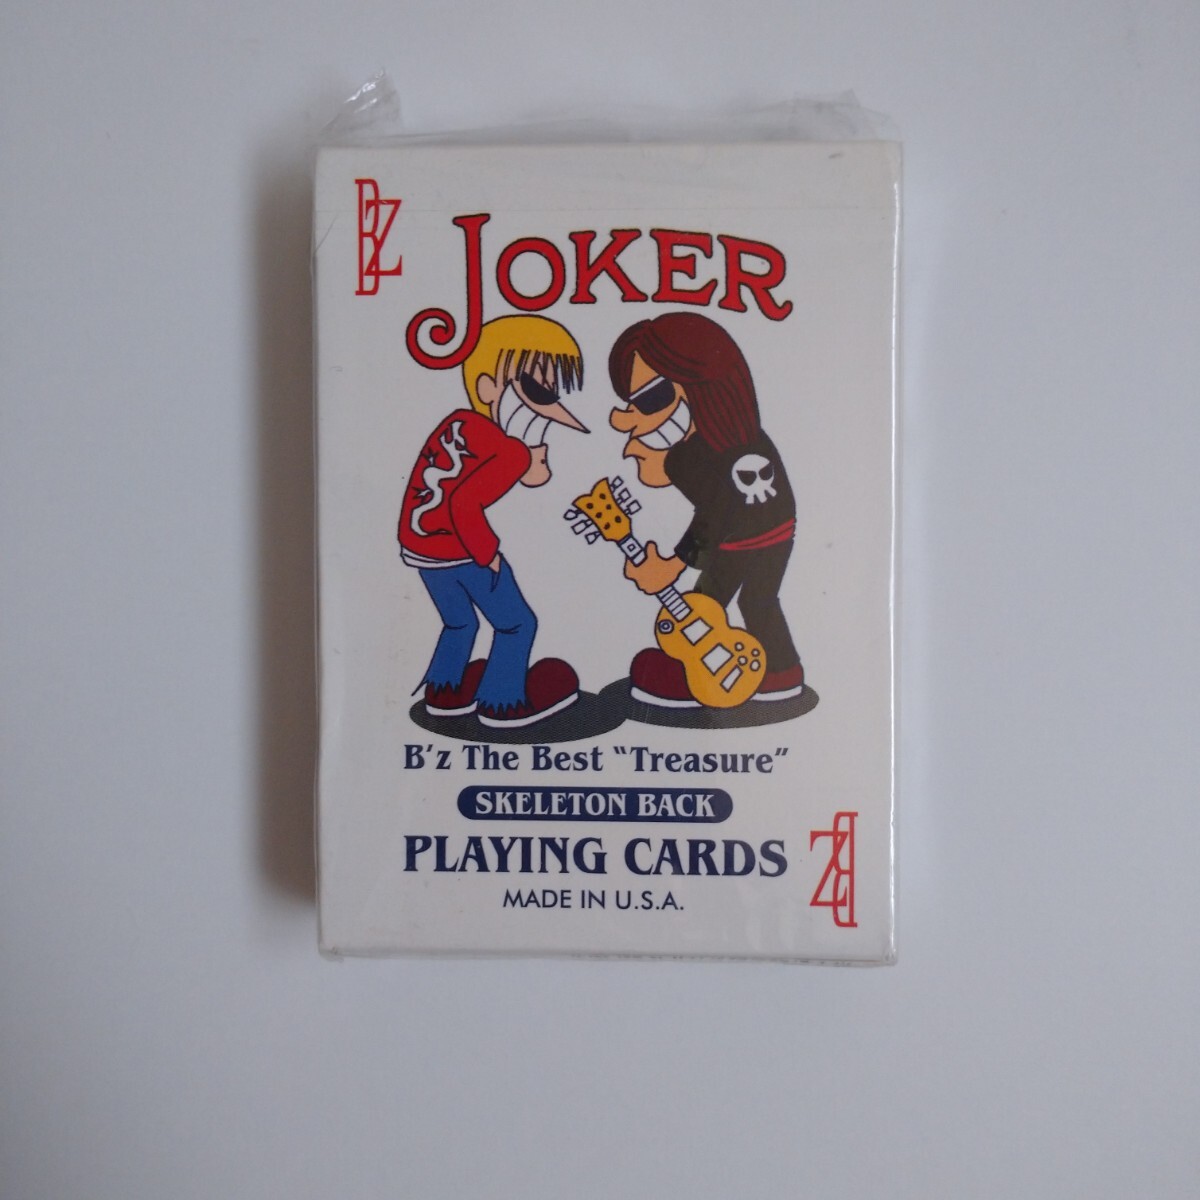 B'z
JOKER
B'z The Best "Treasure"
SKELETON BACK
PLAYING CARDS
MADE IN U.S.A.
B'z